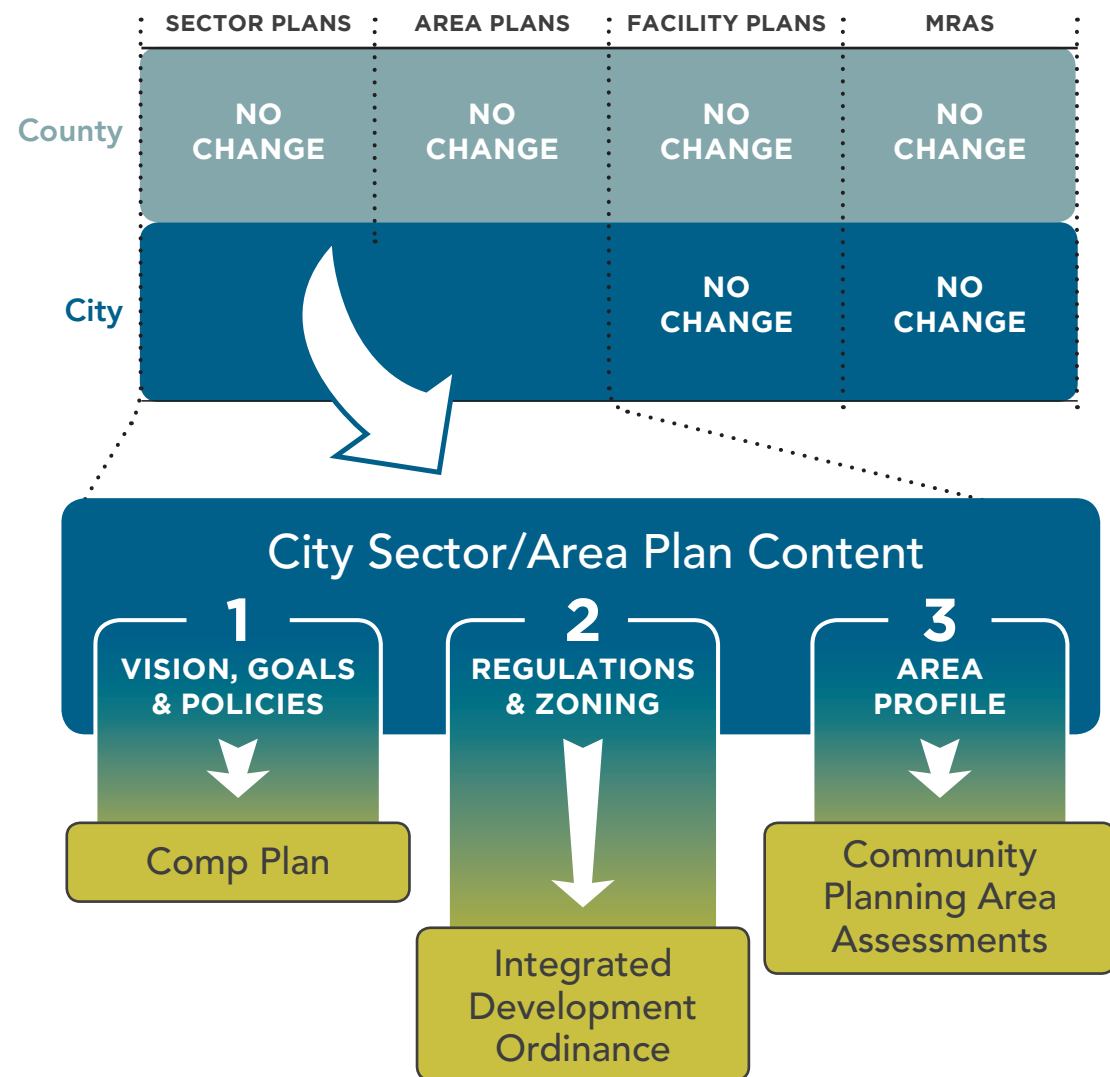 SECTOR PLANS AREA PLANS FACILITY PLANS MRAS
County
NO
CHANGE
NO
CHANGE
NO
CHANGE
NO
CHANGE
City
NO
CHANGE
NO
CHANGE
City Sector/Area Plan Content
1
VISION, GOALS
& POLICIES
2
REGULATIONS
& ZONING
3
AREA
PROFILE
Comp Plan
Integrated
Development
Ordinance
Community
Planning Area
Assessments